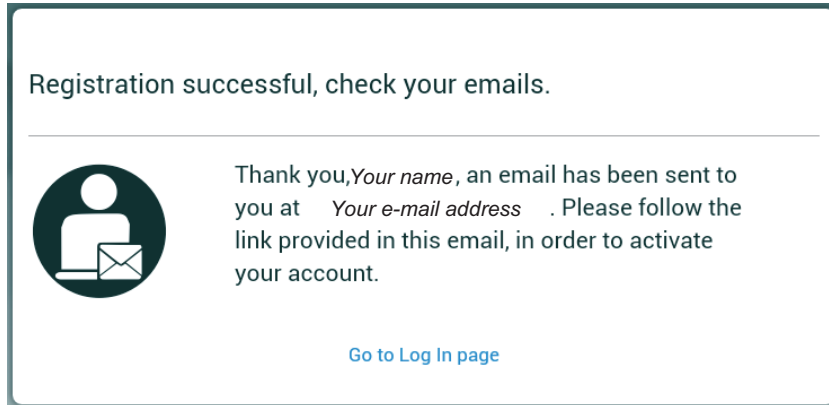 Registration successful, check your emails.
Thank you,Your name, an email has been sent to
you at Your e-mail address . Please follow the
link provided in this email, in order to activate
your account.
Go to Log In page